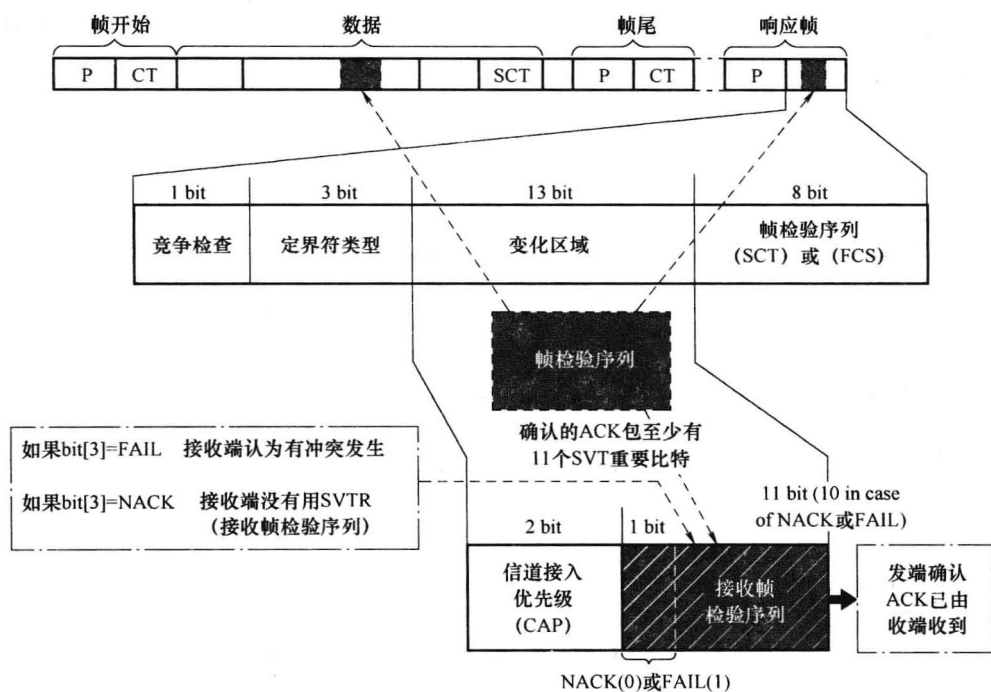 帧开始 数据 帧尾 响应帧
P CT SCT P CT P
1 bit 3 bit 13 bit 8 bit
竞争检查 定界符类型 变化区域 帧检验序列
(SCT) 或 (FCS)
帧检验序列
确认的ACK包至少有
11个SVT重要比特
如果bit[3]=FAIL 接收端认为有冲突发生
如果bit[3]=NACK 接收端没有用SVTR
(接收帧检验序列)
11 bit (10 in case
of NACK或FAIL)
2 bit 1 bit
信道接入
优先级
(CAP)
接收帧
检验序列
发端确认
ACK已由
收端收到
NACK(0)或FAIL(1)